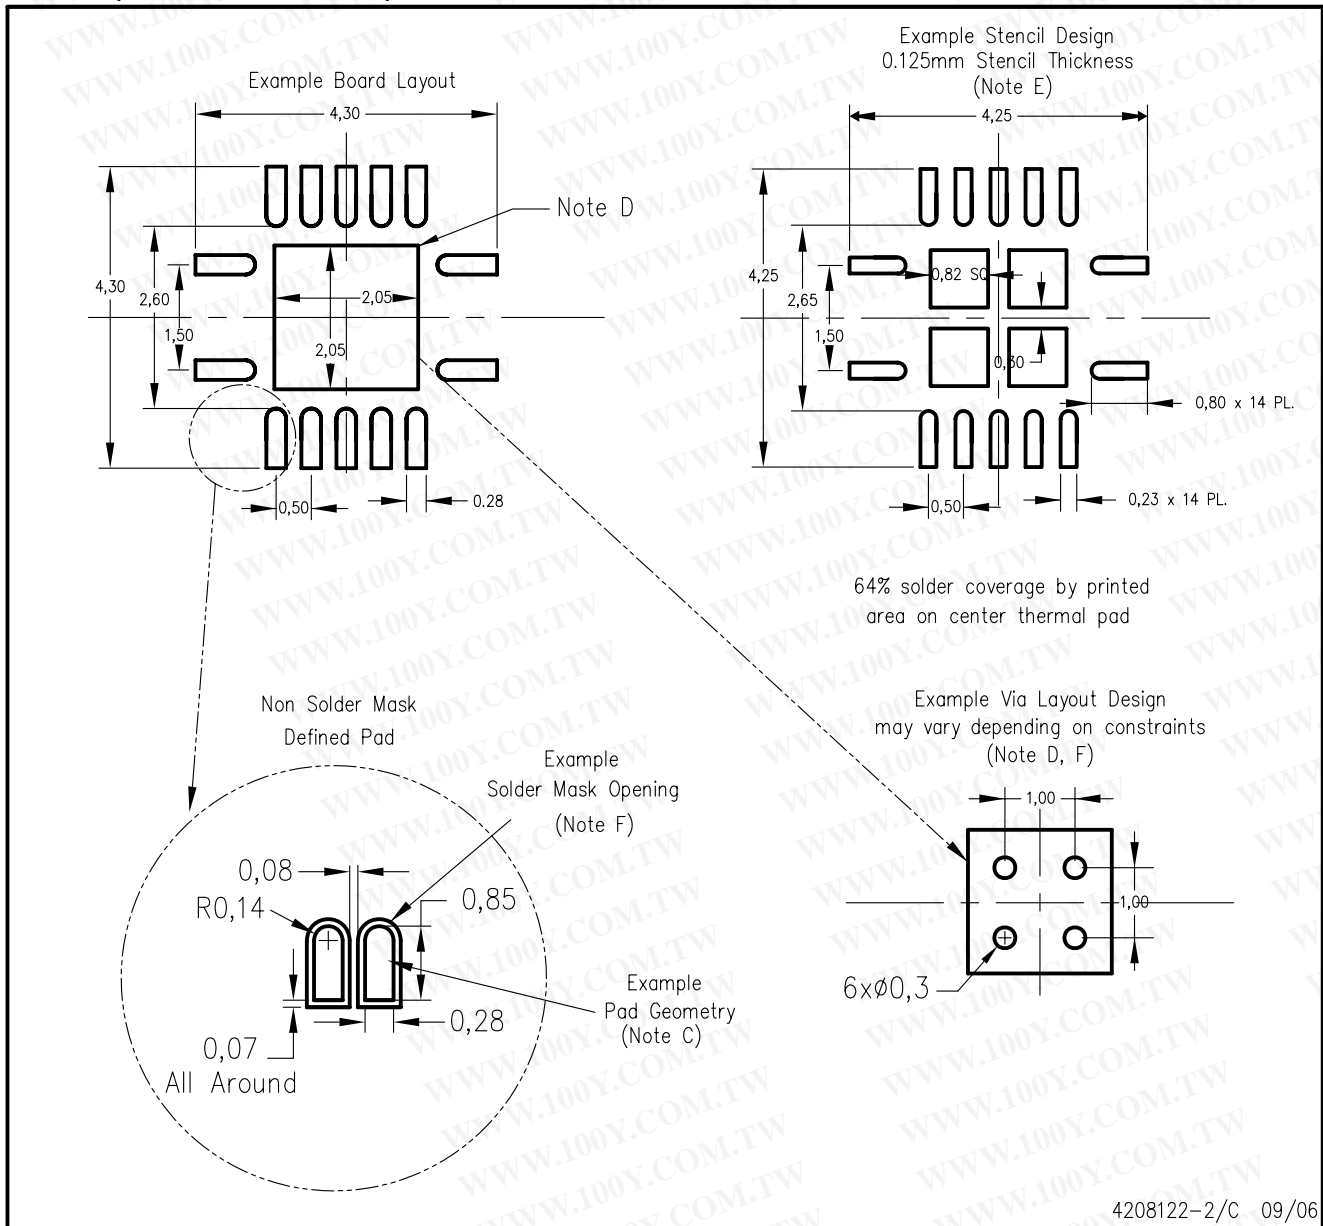 Example Board Layout
4,30
Note D
4,30
2,60
1,50
2,05
2,05
0,50
0.28
Example Stencil Design
0.125mm Stencil Thickness
(Note E)
4,25
4,25
2,65
1,50
0,82 SQ
0,30
0,80 x 14 PL.
0,50
0,23 x 14 PL.
64% solder coverage by printed
area on center thermal pad
Non Solder Mask
Defined Pad
Example
Solder Mask Opening
(Note F)
0,08
R0,14
0,85
0,28
0,07
All Around
Example
Pad Geometry
(Note C)
Example Via Layout Design
may vary depending on constraints
(Note D, F)
1,00
1,00
6xø0,3
4208122-2/C 09/06
WWW.100Y.COM.TW